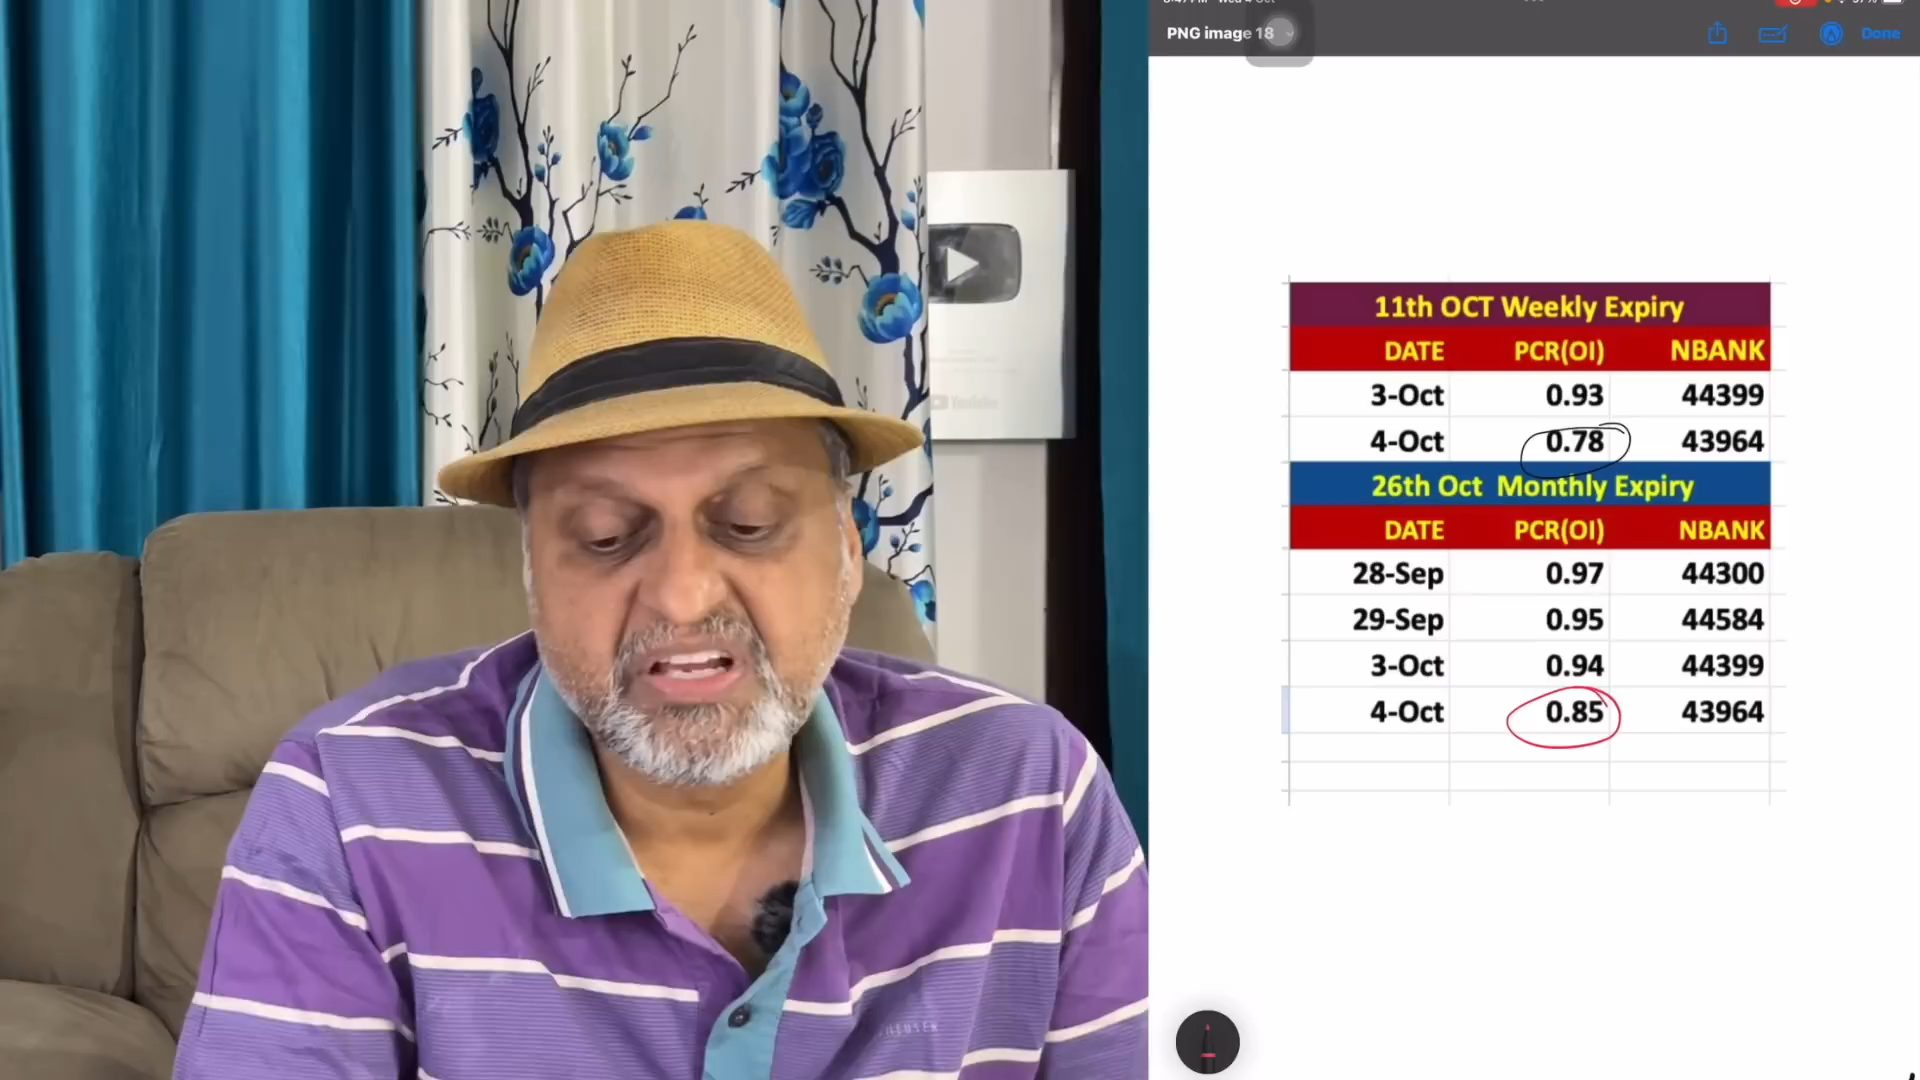 PNG image 18
Done
11th OCT Weekly Expiry
DATE PCR(OI) NBANK
3-Oct 0.93 44399
4-Oct 0.78 43964
26th Oct Monthly Expiry
DATE PCR(OI) NBANK
28-Sep 0.97 44300
29-Sep 0.95 44584
3-Oct 0.94 44399
4-Oct 0.85 43964
YouTube